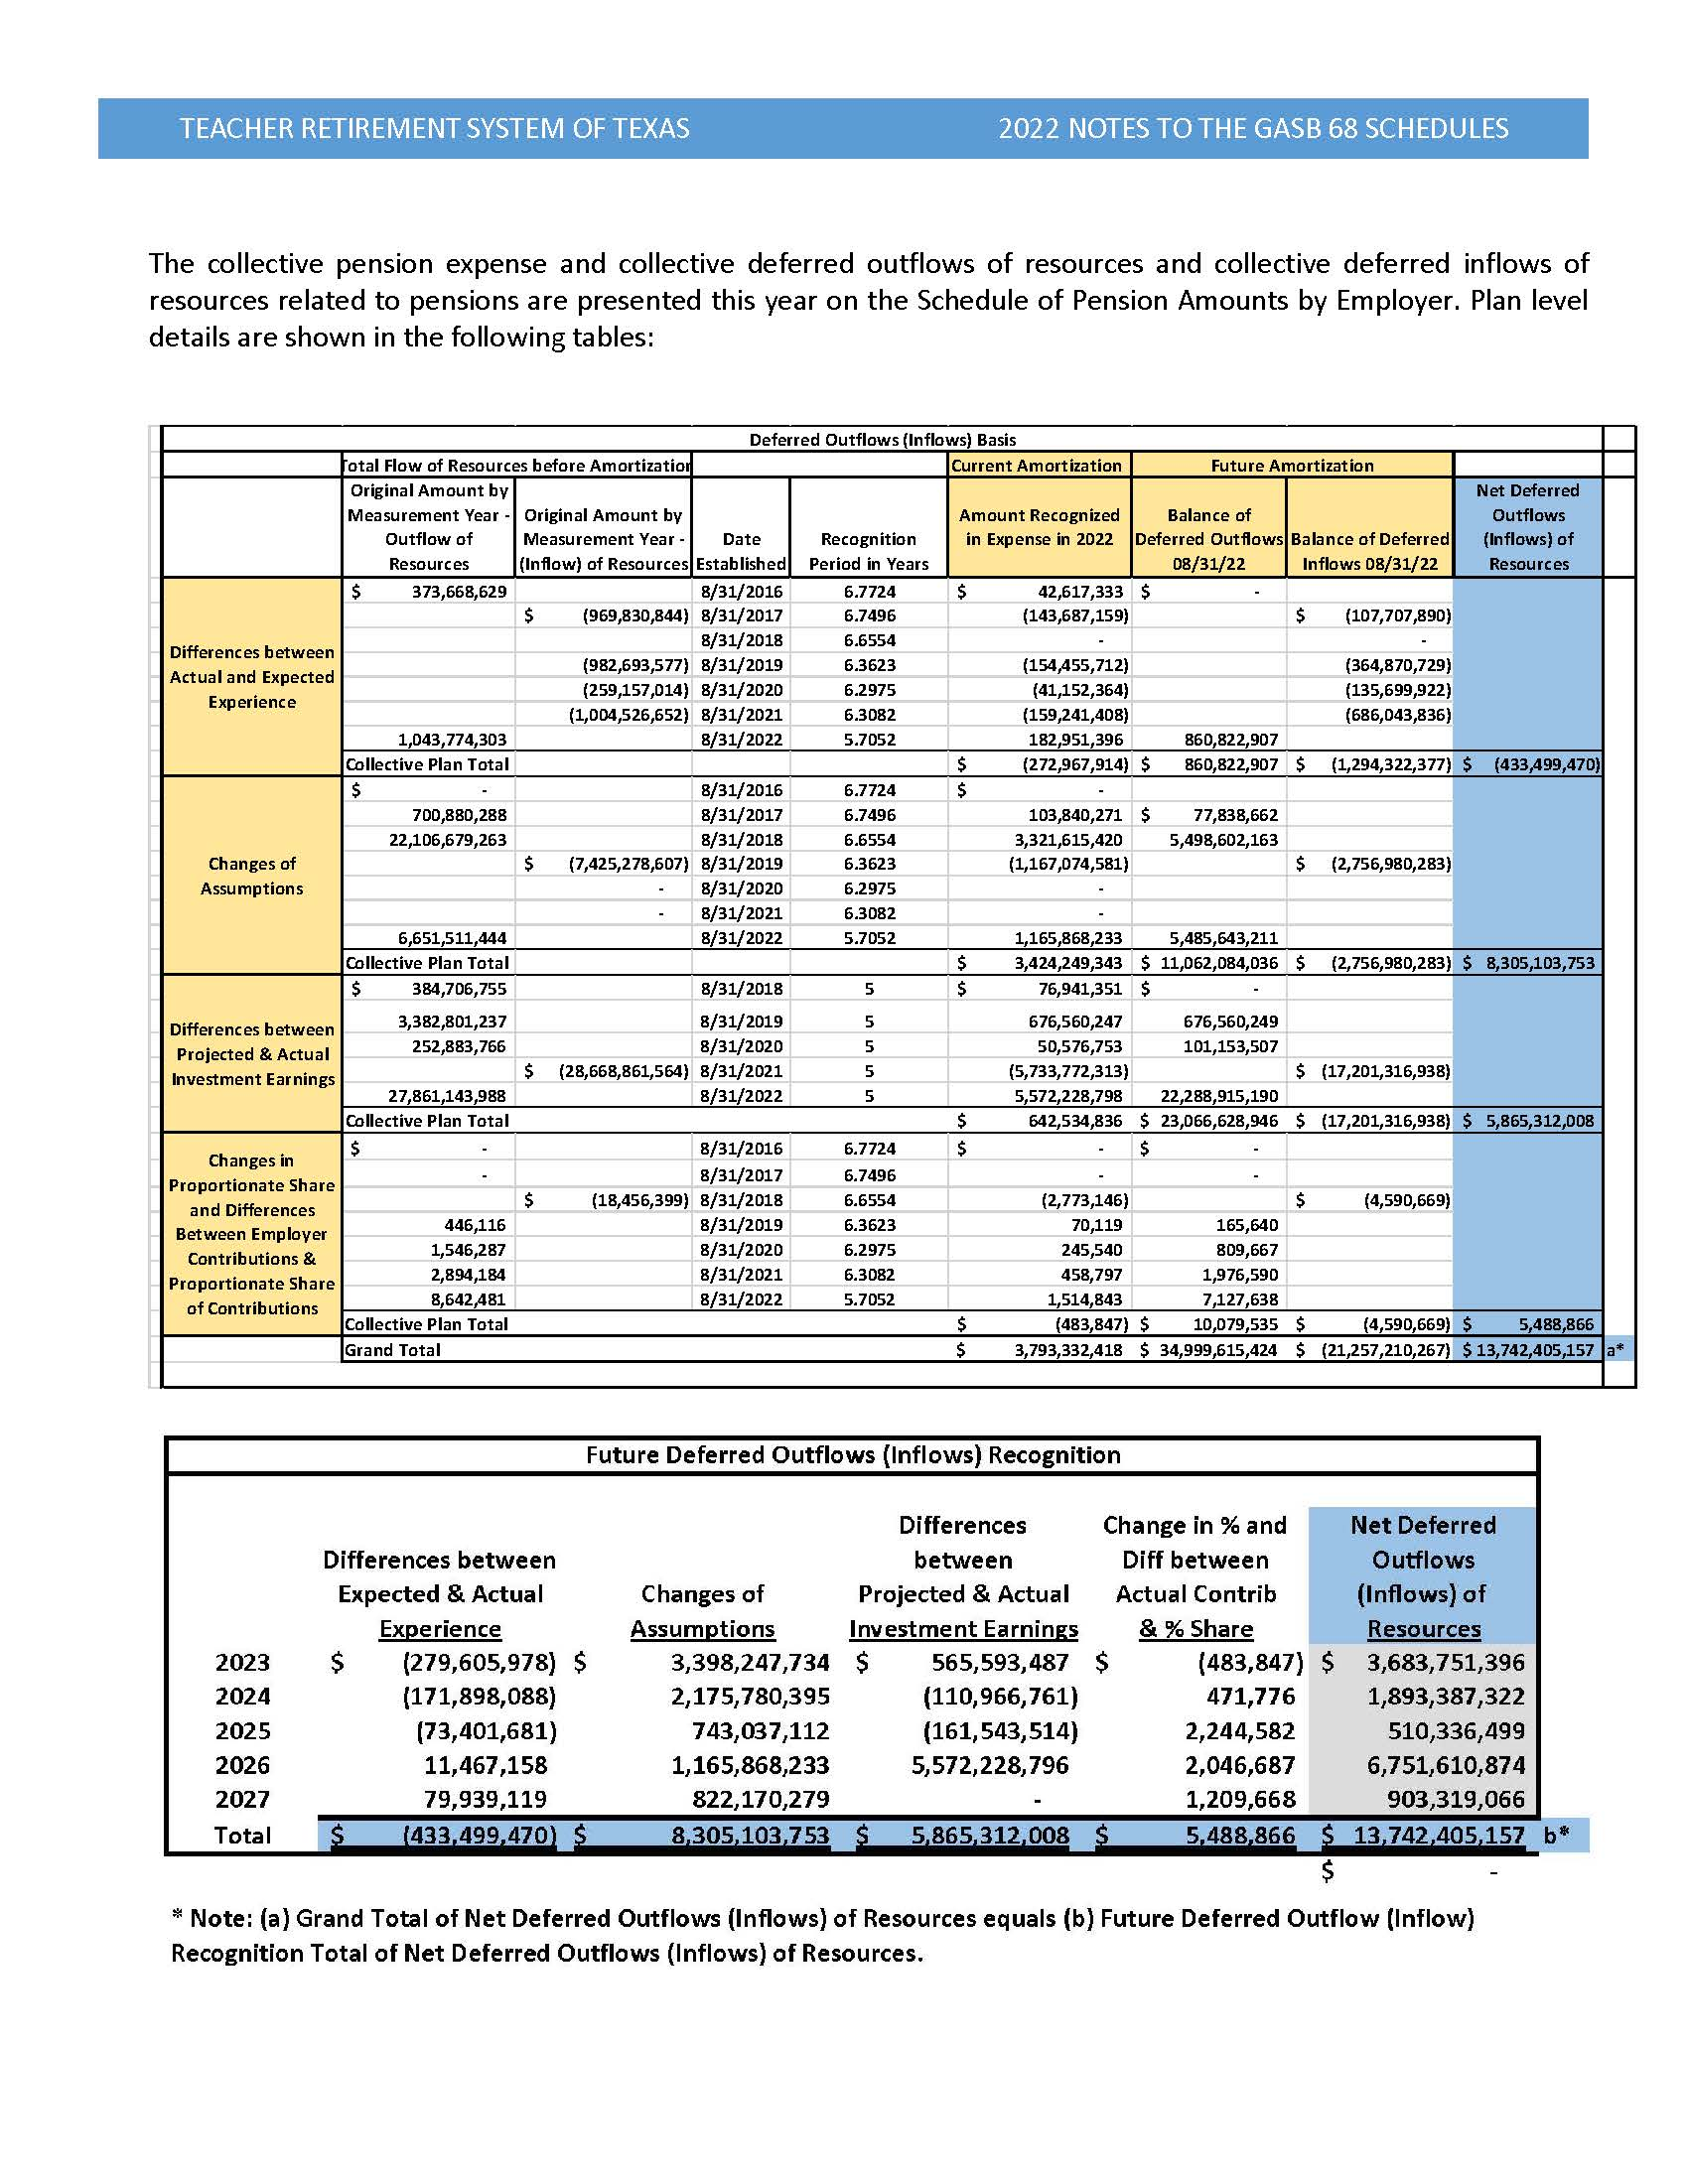 TEACHER RETIREMENT SYSTEM OF TEXAS 2022 NOTES TO THE GASB 68 SCHEDULES
The collective pension expense and collective deferred outflows of resources and collective deferred inflows of
resources related to pensions are presented this year on the Schedule of Pension Amounts by Employer. Plan level
details are shown in the following tables:
Deferred Outflows (Inflows) Basis
Total Flow of Resources before Amortization Current Amortization Future Amortization
Original Amount by Net Deferred
Measurement Year - Original Amount by Amount Recognized Balance of Outflows
Outflow of Measurement Year - Date Recognition in Expense in 2022 Deferred Outflows Balance of Deferred (Inflows) of
Resources (Inflow) of Resources Established Period in Years 08/31/22 Inflows 08/31/22 Resources
Differences between
Actual and Expected
Experience
$ 373,668,629 8/31/2016 6.7724 $ 42,617,333 $ -
$ (969,830,844) 8/31/2017 6.7496 (143,687,159) $ (107,707,890)
8/31/2018 6.6554 - -
(982,693,577) 8/31/2019 6.3623 (154,455,712) (364,870,729)
(259,157,014) 8/31/2020 6.2975 (41,152,364) (135,699,922)
(1,004,526,652) 8/31/2021 6.3082 (159,241,408) (686,043,836)
1,043,774,303 8/31/2022 5.7052 182,951,396 860,822,907
Collective Plan Total $ (272,967,914) $ 860,822,907 $ (1,294,322,377) $ (433,499,470)
Changes of
Assumptions
$ - 8/31/2016 6.7724 $ -
700,880,288 8/31/2017 6.7496 103,840,271 $ 77,838,662
22,106,679,263 8/31/2018 6.6554 3,321,615,420 5,498,602,163
$ (7,425,278,607) 8/31/2019 6.3623 (1,167,074,581) $ (2,756,980,283)
- 8/31/2020 6.2975 -
- 8/31/2021 6.3082 -
6,651,511,444 8/31/2022 5.7052 1,165,868,233 5,485,643,211
Collective Plan Total $ 3,424,249,343 $ 11,062,084,036 $ (2,756,980,283) $ 8,305,103,753
Differences between
Projected & Actual
Investment Earnings
$ 384,706,755 8/31/2018 5 $ 76,941,351 $ -
3,382,801,237 8/31/2019 5 676,560,247 676,560,249
252,883,766 8/31/2020 5 50,576,753 101,153,507
$ (28,668,861,564) 8/31/2021 5 (5,733,772,313) $ (17,201,316,938)
27,861,143,988 8/31/2022 5 5,572,228,798 22,288,915,190
Collective Plan Total $ 642,534,836 $ 23,066,628,946 $ (17,201,316,938) $ 5,865,312,008
Changes in
Proportionate Share
and Differences
Between Employer
Contributions &
Proportionate Share
of Contributions
$ - 8/31/2016 6.7724 $ - $ -
- 8/31/2017 6.7496 - -
$ (18,456,399) 8/31/2018 6.6554 (2,773,146) $ (4,590,669)
446,116 8/31/2019 6.3623 70,119 165,640
1,546,287 8/31/2020 6.2975 245,540 809,667
2,894,184 8/31/2021 6.3082 458,797 1,976,590
8,642,481 8/31/2022 5.7052 1,514,843 7,127,638
Collective Plan Total $ (483,847) $ 10,079,535 $ (4,590,669) $ 5,488,866
Grand Total $ 3,793,332,418 $ 34,999,615,424 $ (21,257,210,267) $ 13,742,405,157 a*
Future Deferred Outflows (Inflows) Recognition
Differences Change in % and Net Deferred
Differences between between Diff between Outflows
Expected & Actual Changes of Projected & Actual Actual Contrib (Inflows) of
Experience Assumptions Investment Earnings & % Share Resources
2023 $ (279,605,978) $ 3,398,247,734 $ 565,593,487 $ (483,847) $ 3,683,751,396
2024 (171,898,088) 2,175,780,395 (110,966,761) 471,776 1,893,387,322
2025 (73,401,681) 743,037,112 (161,543,514) 2,244,582 510,336,499
2026 11,467,158 1,165,868,233 5,572,228,796 2,046,687 6,751,610,874
2027 79,939,119 822,170,279 - 1,209,668 903,319,066
Total $ (433,499,470) $ 8,305,103,753 $ 5,865,312,008 $ 5,488,866 $ 13,742,405,157 b*
$ -
* Note: (a) Grand Total of Net Deferred Outflows (Inflows) of Resources equals (b) Future Deferred Outflow (Inflow)
Recognition Total of Net Deferred Outflows (Inflows) of Resources.